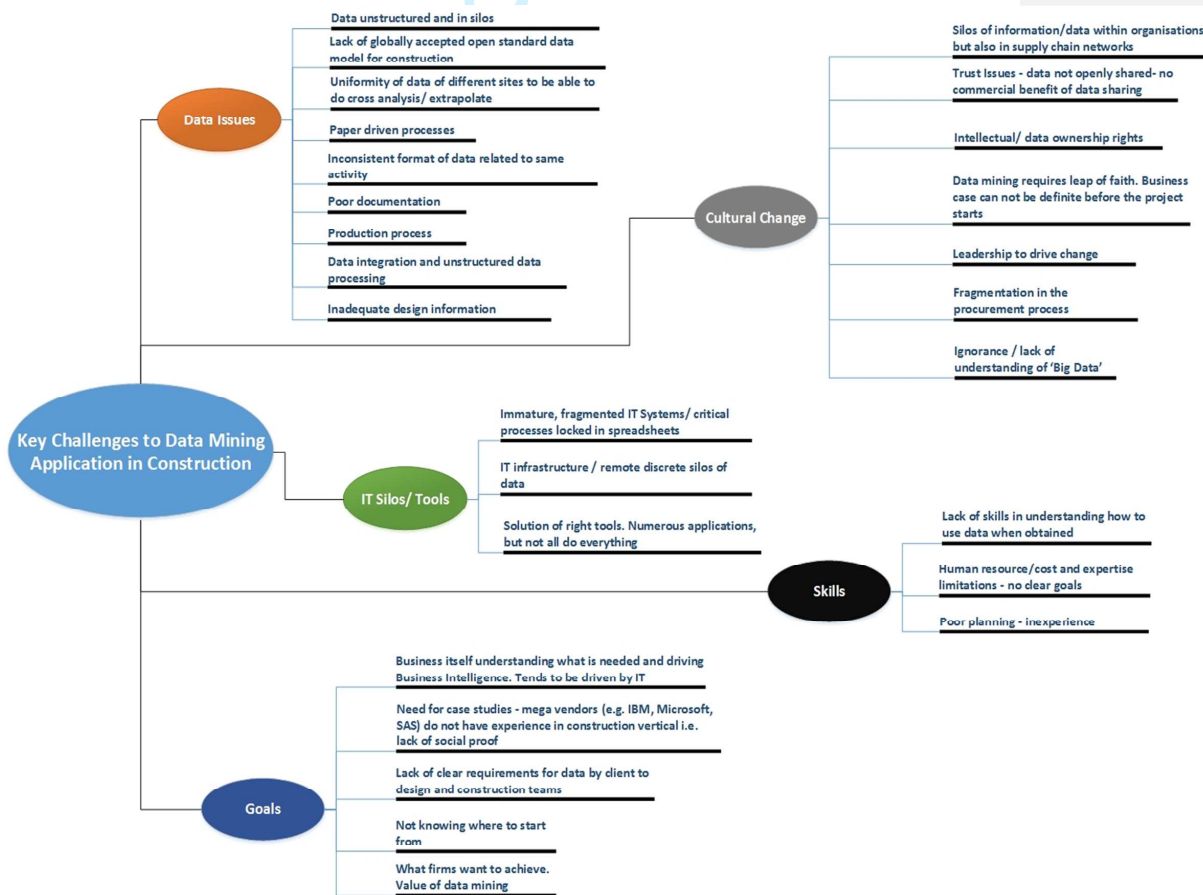 Data Issues
Data unstructured and in silos
Lack of globally accepted open standard data
model for construction
Uniformity of data of different sites to be able to
do cross analysis/ extrapolate
Paper driven processes
Inconsistent format of data related to same
activity
Poor documentation
Production process
Data integration and unstructured data
processing
Inadequate design information
Cultural Change
Silos of information/data within organisations
but also in supply chain networks
Trust Issues - data not openly shared- no
commercial benefit of data sharing
Intellectual/ data ownership rights
Data mining requires leap of faith. Business
case can not be definite before the project
starts
Leadership to drive change
Fragmentation in the
procurement process
Ignorance / lack of
understanding of ‘Big Data’
Key Challenges to Data Mining
Application in Construction
IT Silos/ Tools
Immature, fragmented IT Systems/ critical
processes locked in spreadsheets
IT infrastructure / remote discrete silos of
data
Solution of right tools. Numerous applications,
but not all do everything
Skills
Lack of skills in understanding how to
use data when obtained
Human resource/cost and expertise
limitations - no clear goals
Poor planning - inexperience
Goals
Business itself understanding what is needed and driving
Business Intelligence. Tends to be driven by IT
Need for case studies - mega vendors (e.g. IBM, Microsoft,
SAS) do not have experience in construction vertical i.e.
lack of social proof
Lack of clear requirements for data by client to
design and construction teams
Not knowing where to start
from
What firms want to achieve.
Value of data mining